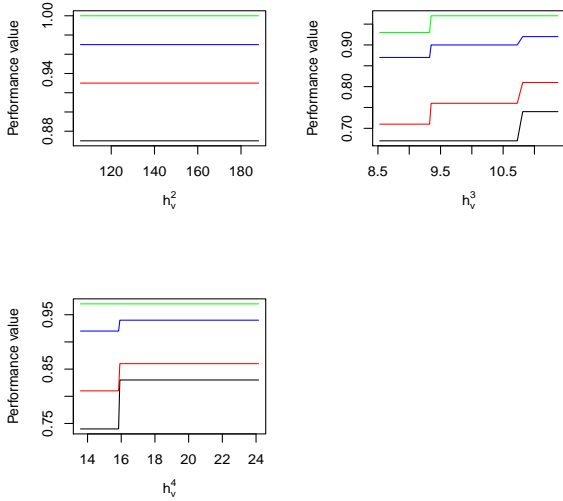 Performance value
0.88 0.94 1.00
120 140 160 180
h_v^2
Performance value
0.70 0.80 0.90
8.5 9.5 10.5
h_v^3
Performance value
0.75 0.85 0.95
14 16 18 20 22 24
h_v^4